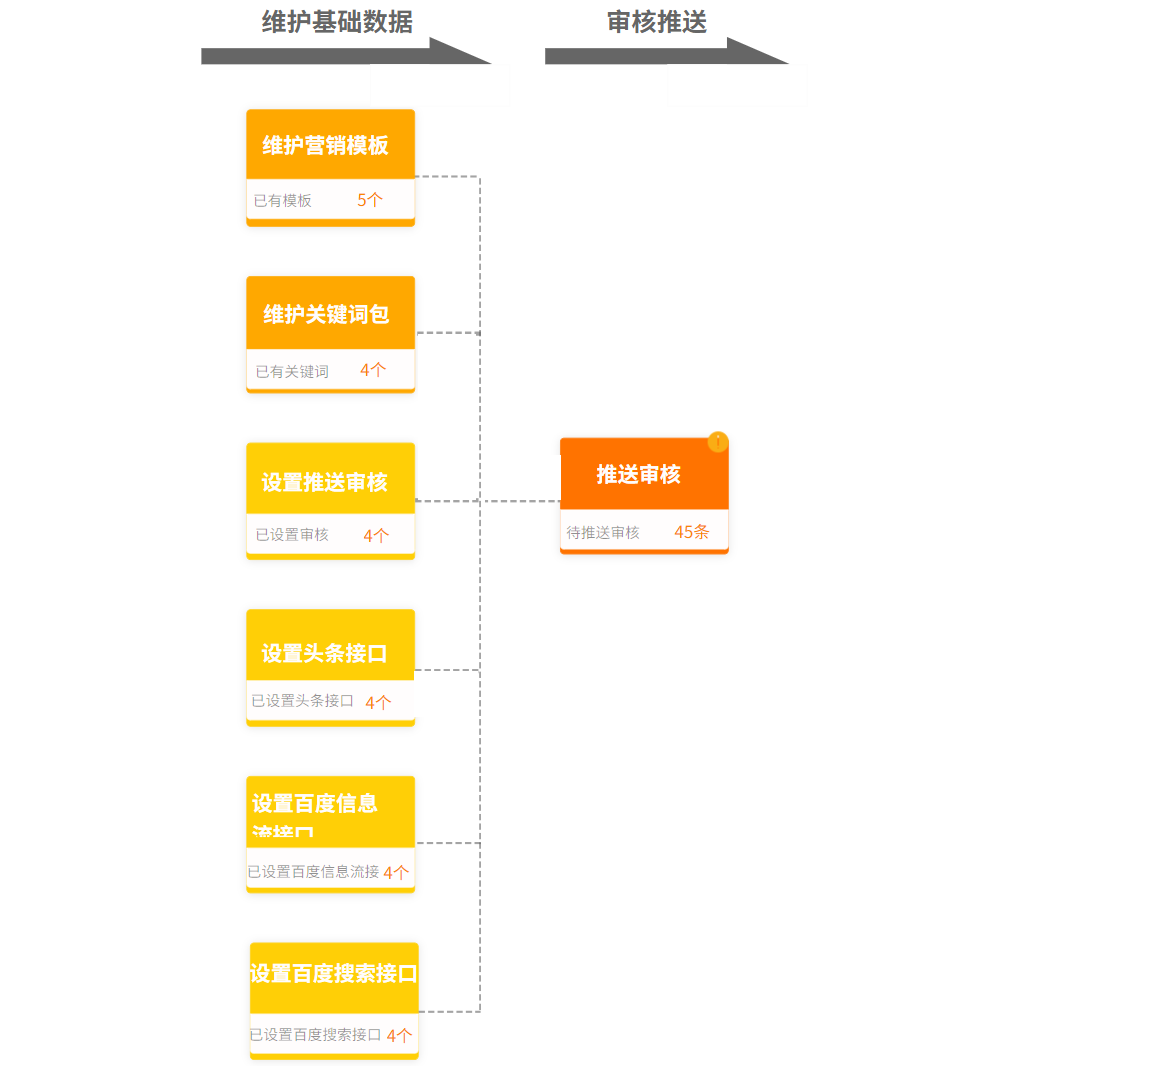 维护基础数据
审核推送
维护营销模板
已有模板 5个
维护关键词包
已有关键词 4个
设置推送审核
已设置审核 4个
推送审核
待推送审核 45条
设置头条接口
已设置头条接口 4个
设置百度信息
流接口
已设置百度信息流接 4个
设置百度搜索接口
已设置百度搜索接口 4个